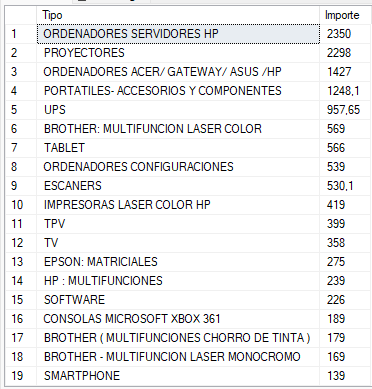 Tipo Importe
1 ORDENADORES SERVIDORES HP 2350
2 PROYECTORES 2298
3 ORDENADORES ACER/ GATEWAY/ ASUS /HP 1427
4 PORTATILES- ACCESORIOS Y COMPONENTES 1248,1
5 UPS 957,65
6 BROTHER: MULTIFUNCION LASER COLOR 569
7 TABLET 566
8 ORDENADORES CONFIGURACIONES 539
9 ESCANERS 530,1
10 IMPRESORAS LASER COLOR HP 419
11 TPV 399
12 TV 358
13 EPSON: MATRICIALES 275
14 HP : MULTIFUNCIONES 239
15 SOFTWARE 226
16 CONSOLAS MICROSOFT XBOX 361 189
17 BROTHER ( MULTIFUNCIONES CHORRO DE TINTA ) 179
18 BROTHER - MULTIFUNCION LASER MONOCROMO 169
19 SMARTPHONE 139